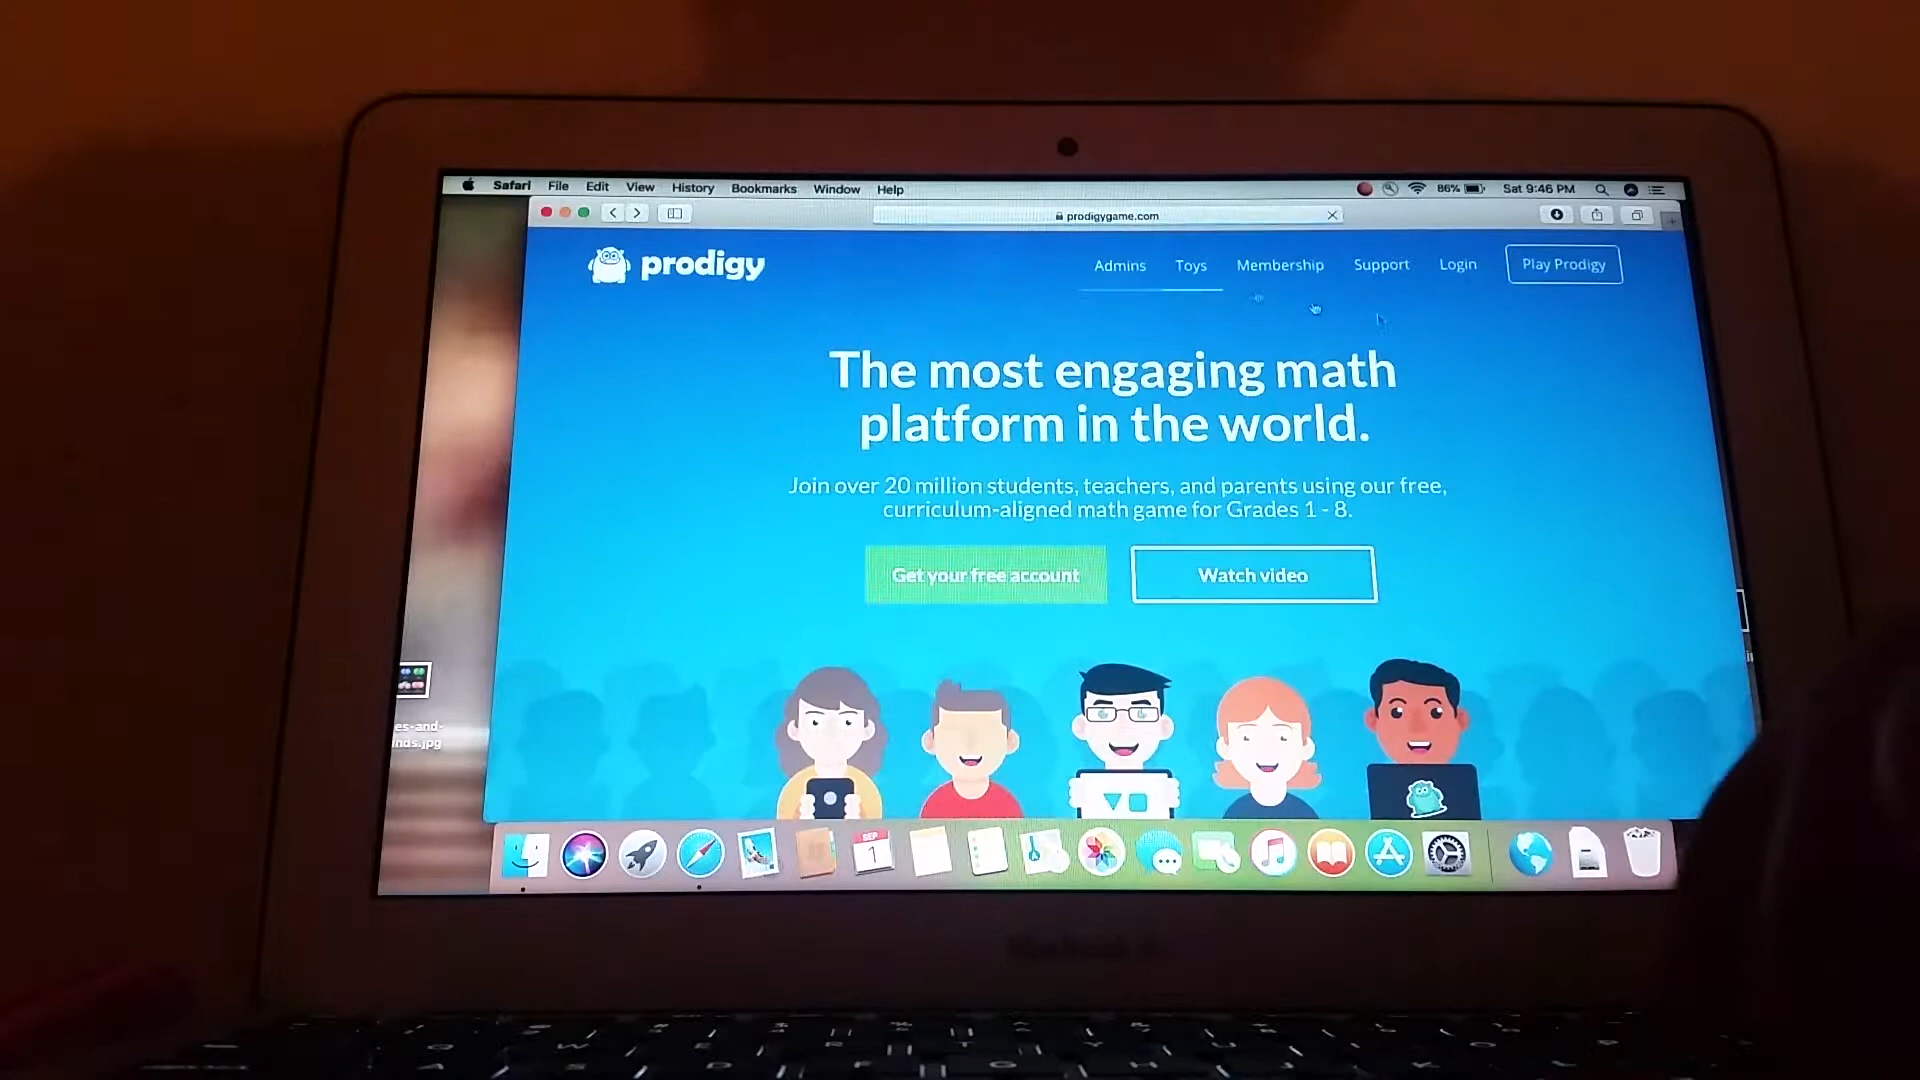 Safari File Edit View History Bookmarks Window Help 86% Sat 9:46 PM
prodigygame.com
prodigy Admins Toys Membership Support Login Play Prodigy
The most engaging math
platform in the world.
Join over 20 million students, teachers, and parents using our free,
curriculum-aligned math game for Grades 1 - 8.
Get your free account Watch video
es-and-
nds.jpg
SEP
1